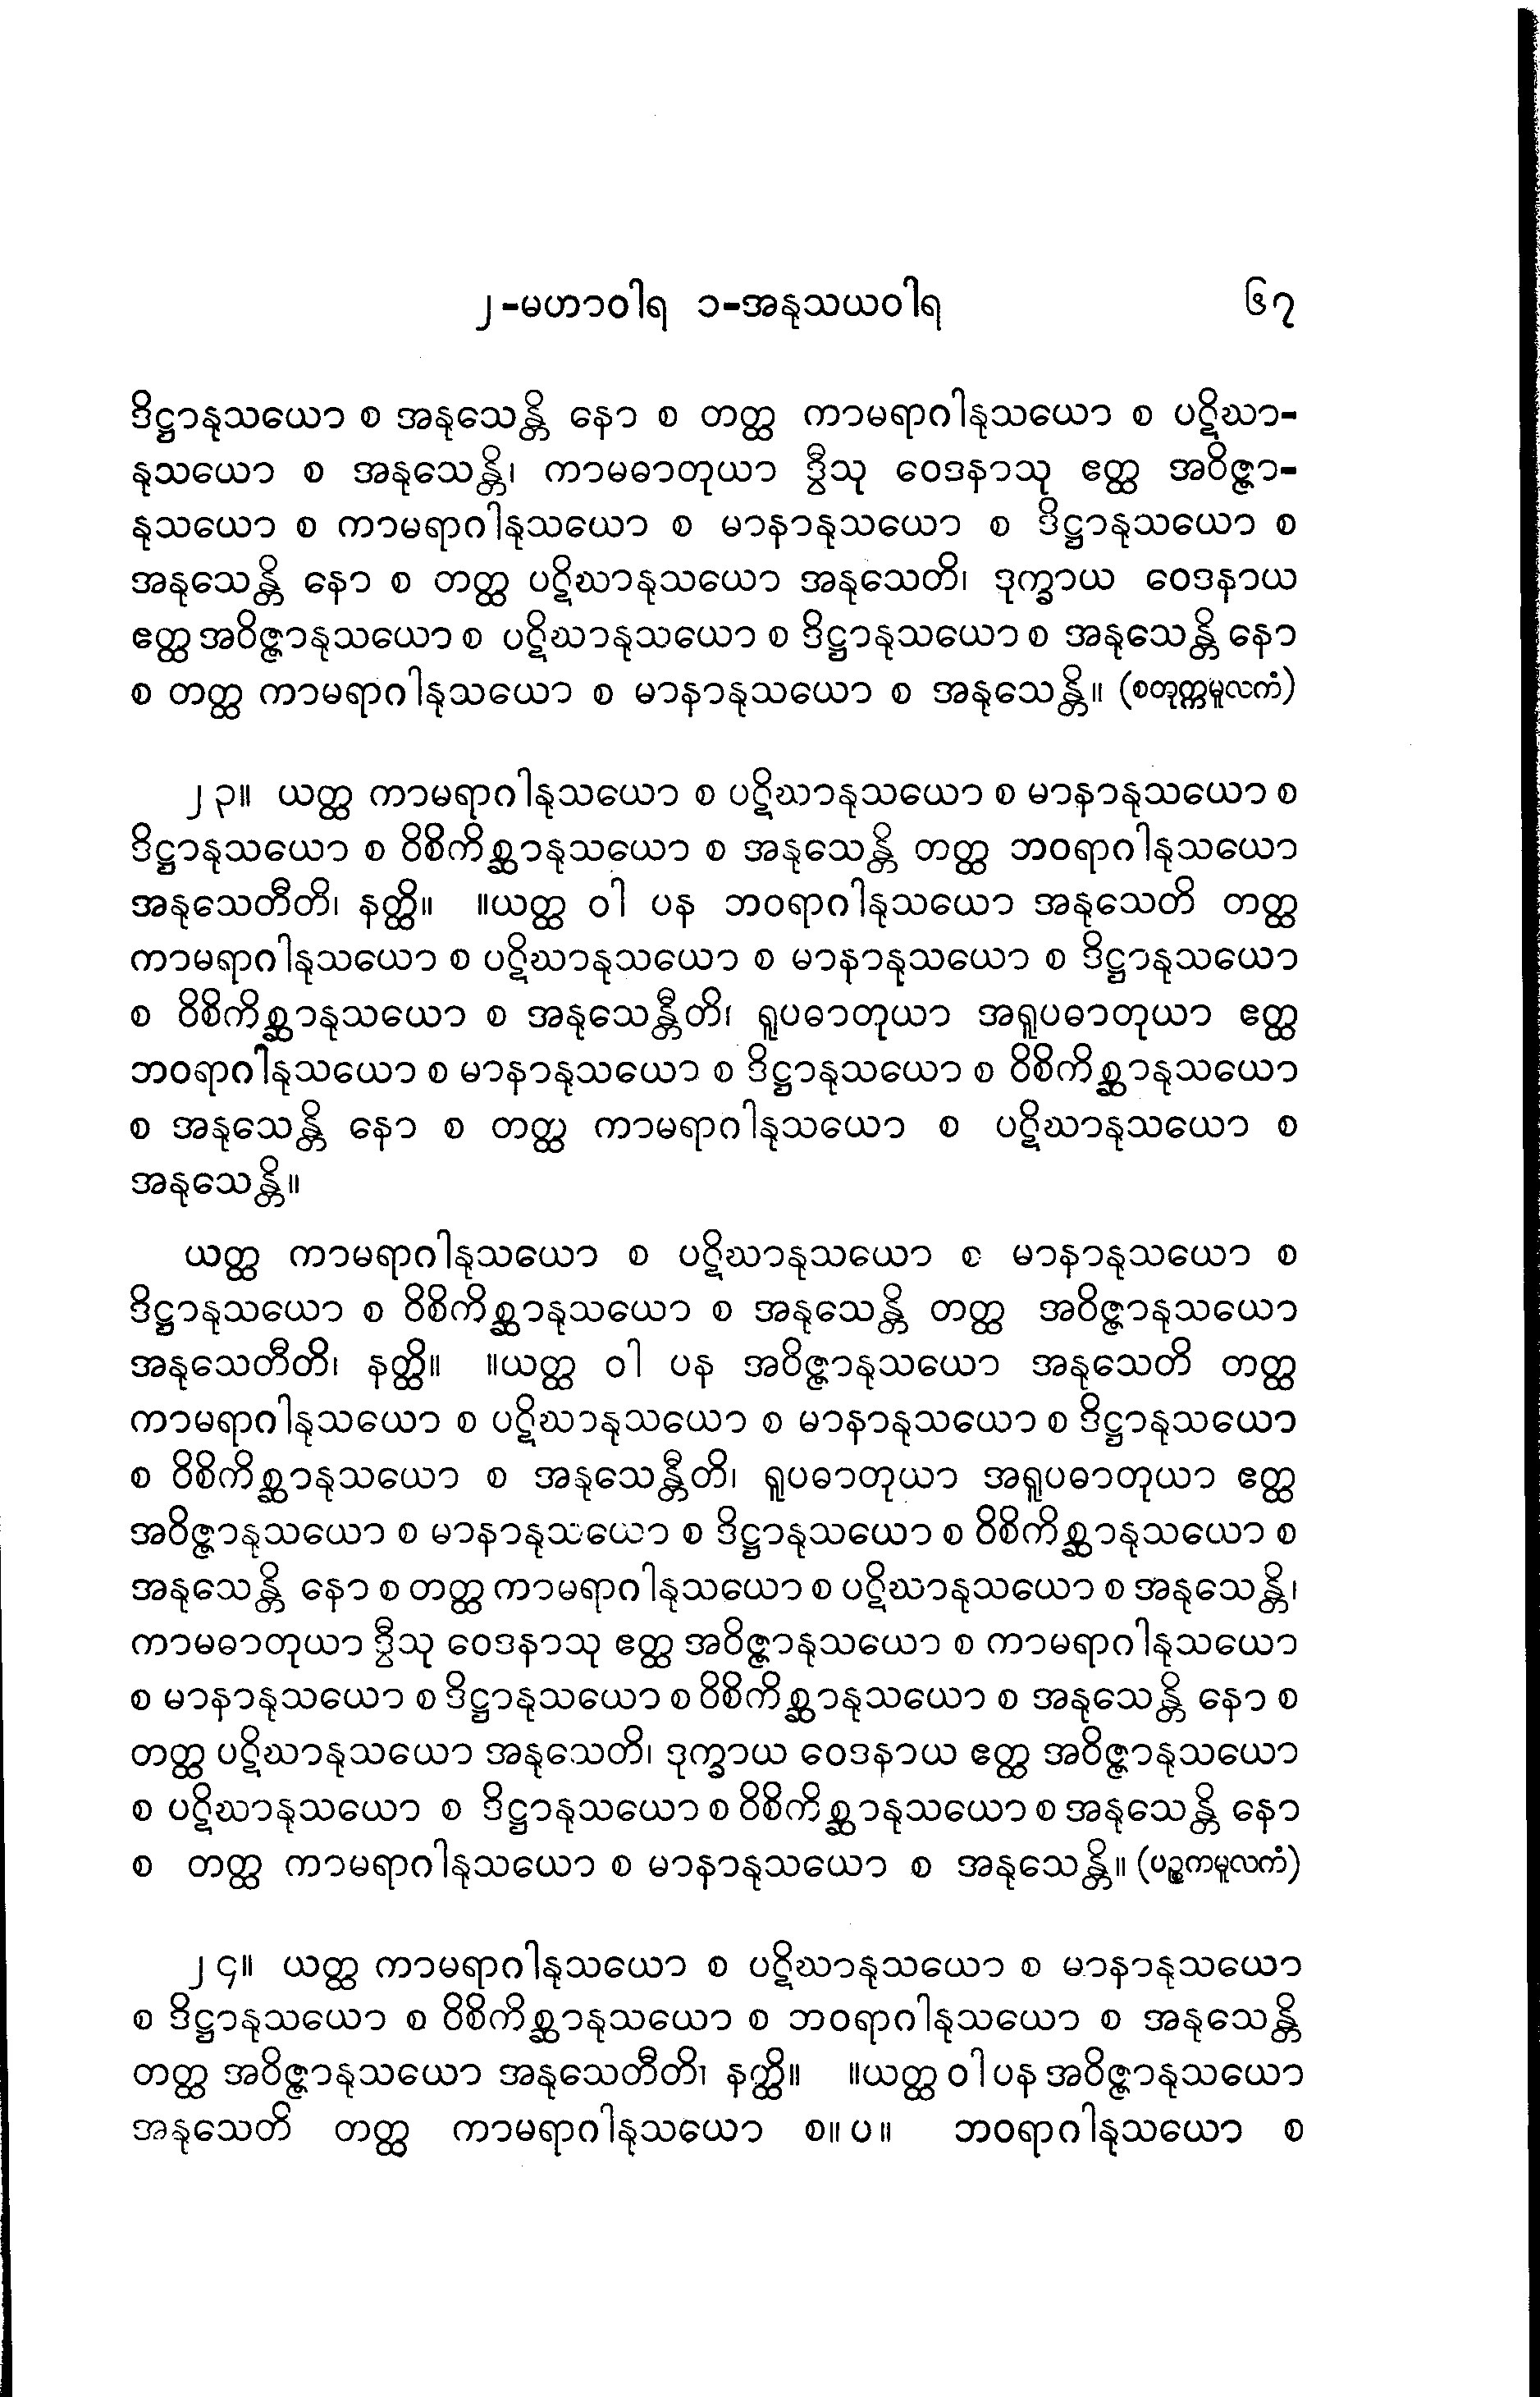 ၂-မဟာဝါရ ၁-အနုသယဝါရ ၆၇
ဒိဋ္ဌာနုသယော စ အနုသေန္တိ နော စ တတ္ထ ကာမရာဂါနုသယော စ ပဋိဃာ-
နုသယော စ အနုသေန္တိ၊ ကာမဓာတုယာ ဒွီသု ဝေဒနာသု ဧတ္ထ အဝိဇ္ဇာ-
နုသယော စ ကာမရာဂါနုသယော စ မာနာနုသယော စ ဒိဋ္ဌာနုသယော စ
အနုသေန္တိ နော စ တတ္ထ ပဋိဃာနုသယော အနုသေတိ၊ ဒုက္ခာယ ဝေဒနာယ
ဧတ္ထ အဝိဇ္ဇာနုသယော စ ပဋိဃာနုသယော စ ဒိဋ္ဌာနုသယော စ အနုသေန္တိ နော
စ တတ္ထ ကာမရာဂါနုသယော စ မာနာနုသယော စ အနုသေန္တိ။ (စတုက္ကမူလကံ)
၂၃။ ယတ္ထ ကာမရာဂါနုသယော စ ပဋိဃာနုသယော စ မာနာနုသယော စ
ဒိဋ္ဌာနုသယော စ ဝိစိကိစ္ဆာနုသယော စ အနုသေန္တိ တတ္ထ ဘဝရာဂါနုသယော
အနုသေတီတိ၊ နတ္ထိ။ ။ယတ္ထ ဝါ ပန ဘဝရာဂါနုသယော အနုသေတိ တတ္ထ
ကာမရာဂါနုသယော စ ပဋိဃာနုသယော စ မာနာနုသယော စ ဒိဋ္ဌာနုသယော
စ ဝိစိကိစ္ဆာနုသယော စ အနုသေန္တီတိ၊ ရူပဓာတုယာ အရူပဓာတုယာ ဧတ္ထ
ဘဝရာဂါနုသယော စ မာနာနုသယော စ ဒိဋ္ဌာနုသယော စ ဝိစိကိစ္ဆာနုသယော
စ အနုသေန္တိ နော စ တတ္ထ ကာမရာဂါနုသယော စ ပဋိဃာနုသယော စ
အနုသေန္တိ။
ယတ္ထ ကာမရာဂါနုသယော စ ပဋိဃာနုသယော စ မာနာနုသယော စ
ဒိဋ္ဌာနုသယော စ ဝိစိကိစ္ဆာနုသယော စ အနုသေန္တိ တတ္ထ အဝိဇ္ဇာနုသယော
အနုသေတီတိ၊ နတ္ထိ။ ။ယတ္ထ ဝါ ပန အဝိဇ္ဇာနုသယော အနုသေတိ တတ္ထ
ကာမရာဂါနုသယော စ ပဋိဃာနုသယော စ မာနာနုသယော စ ဒိဋ္ဌာနုသယော
စ ဝိစိကိစ္ဆာနုသယော စ အနုသေန္တီတိ၊ ရူပဓာတုယာ အရူပဓာတုယာ ဧတ္ထ
အဝိဇ္ဇာနုသယော စ မာနာနုသယော စ ဒိဋ္ဌာနုသယော စ ဝိစိကိစ္ဆာနုသယော စ
အနုသေန္တိ နော စ တတ္ထ ကာမရာဂါနုသယော စ ပဋိဃာနုသယော စ အနုသေန္တိ၊
ကာမဓာတုယာ ဒွီသု ဝေဒနာသု ဧတ္ထ အဝိဇ္ဇာနုသယော စ ကာမရာဂါနုသယော
စ မာနာနုသယော စ ဒိဋ္ဌာနုသယော စ ဝိစိကိစ္ဆာနုသယော စ အနုသေန္တိ နော စ
တတ္ထ ပဋိဃာနုသယော အနုသေတိ၊ ဒုက္ခာယ ဝေဒနာယ ဧတ္ထ အဝိဇ္ဇာနုသယော
စ ပဋိဃာနုသယော စ ဒိဋ္ဌာနုသယော စ ဝိစိကိစ္ဆာနုသယော စ အနုသေန္တိ နော
စ တတ္ထ ကာမရာဂါနုသယော စ မာနာနုသယော စ အနုသေန္တိ။ (ပဉ္စကမူလကံ)
၂၄။ ယတ္ထ ကာမရာဂါနုသယော စ ပဋိဃာနုသယော စ မာနာနုသယော
စ ဒိဋ္ဌာနုသယော စ ဝိစိကိစ္ဆာနုသယော စ ဘဝရာဂါနုသယော စ အနုသေန္တိ
တတ္ထ အဝိဇ္ဇာနုသယော အနုသေတီတိ၊ နတ္ထိ။ ။ယတ္ထ ဝါ ပန အဝိဇ္ဇာနုသယော
အနုသေတိ တတ္ထ ကာမရာဂါနုသယော စ။ပ။ ဘဝရာဂါနုသယော စ